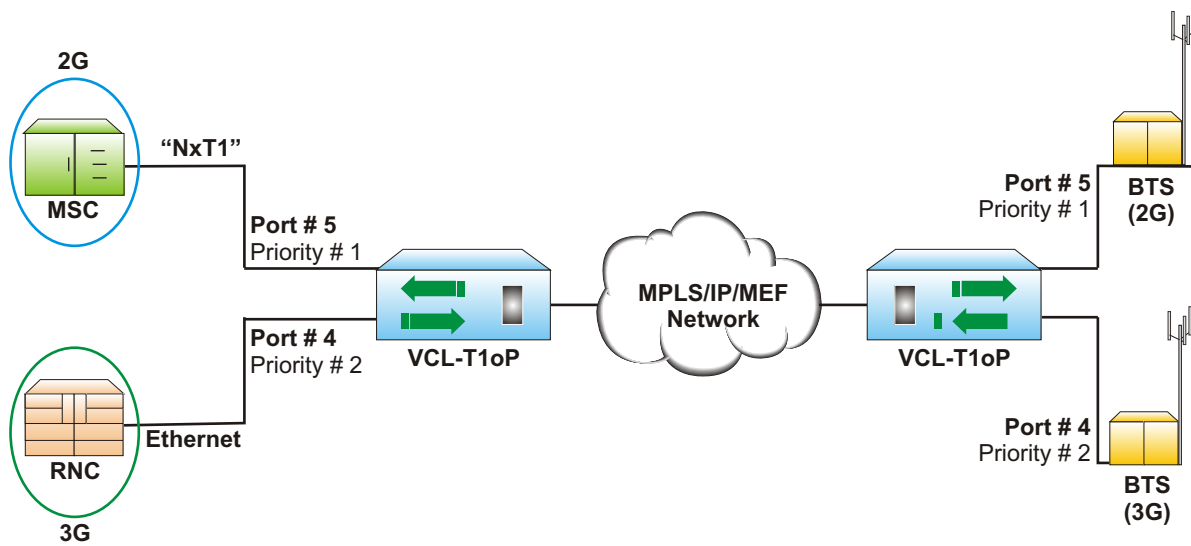 2G
MSC
“NxT1”
Port # 5
Priority # 1
Port # 4
Priority # 2
RNC
Ethernet
3G
VCL-T1oP
MPLS/IP/MEF
Network
VCL-T1oP
Port # 5
Priority # 1
BTS
(2G)
Port # 4
Priority # 2
BTS
(3G)